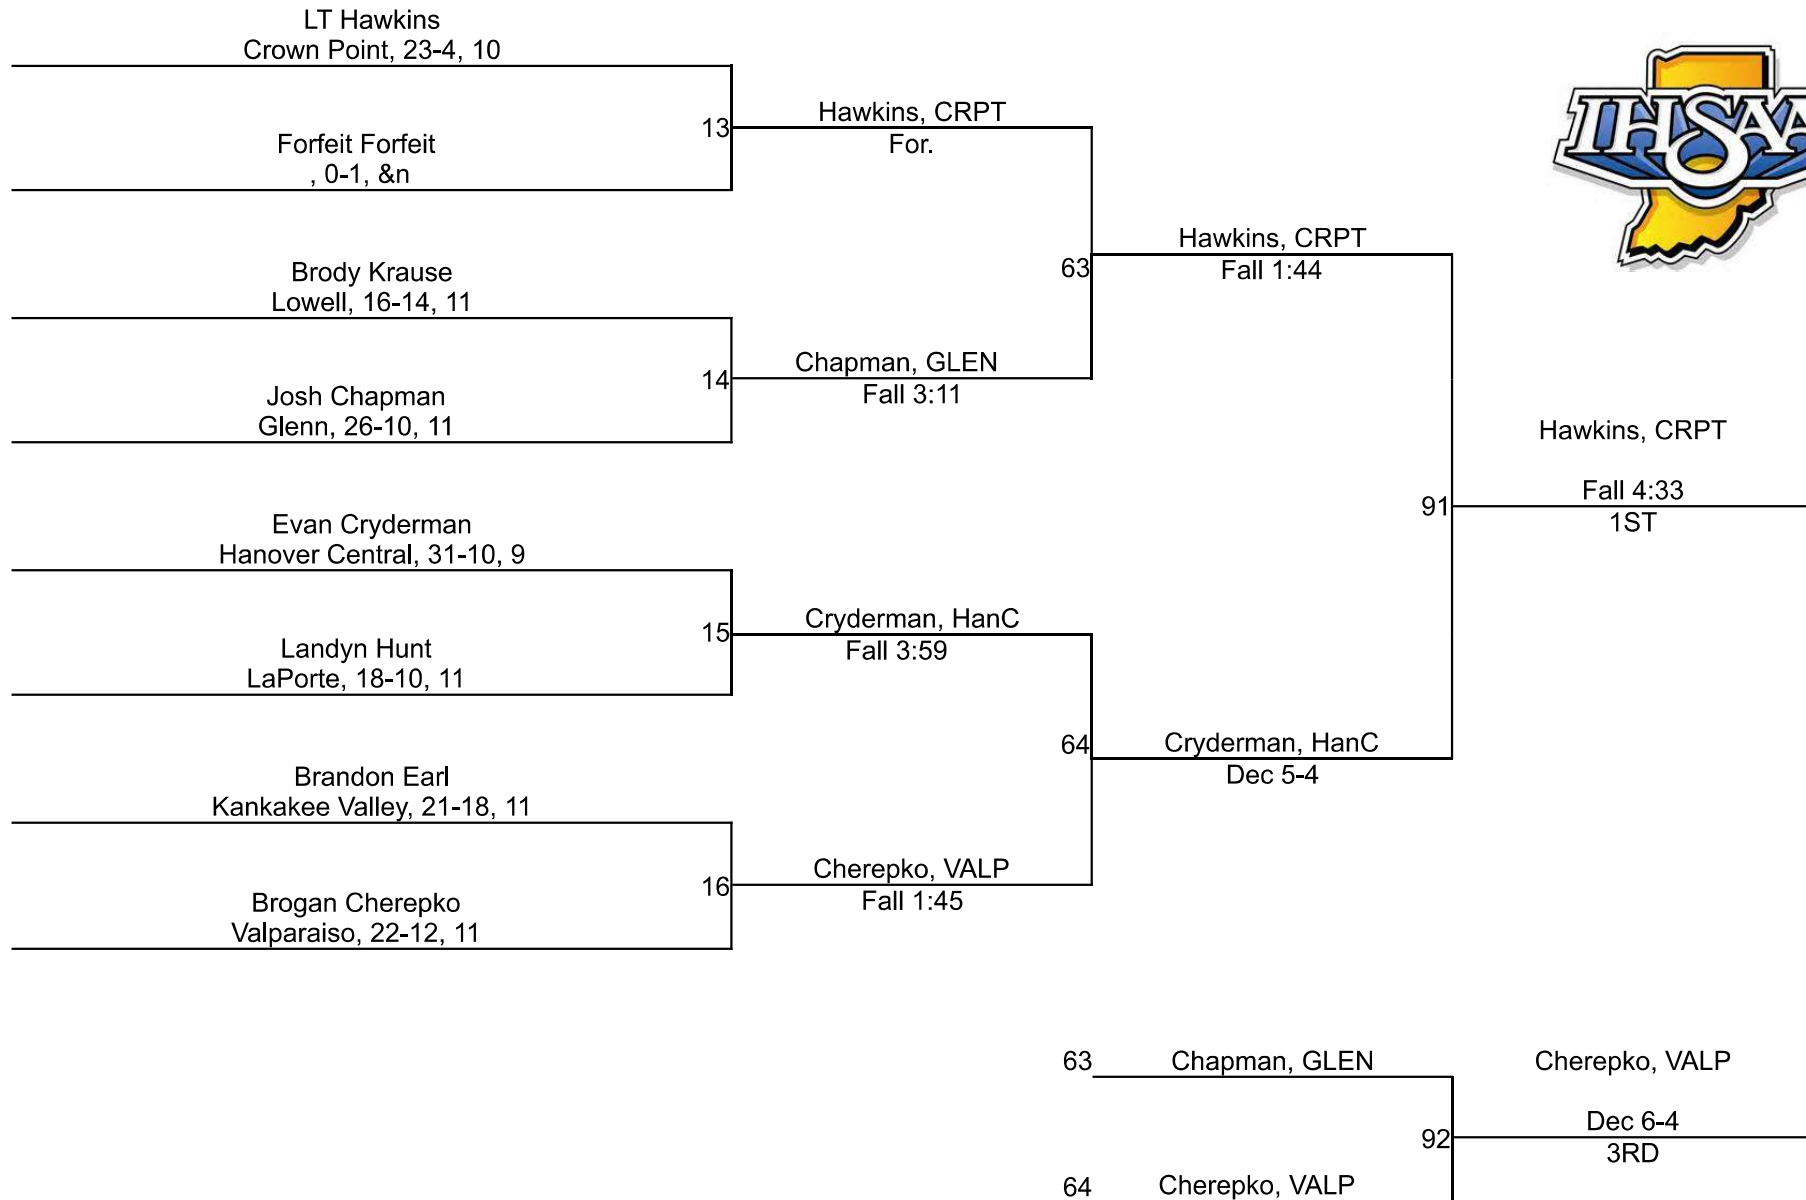 LT Hawkins
Crown Point, 23-4, 10
Forfeit Forfeit
, 0-1, &n
13
Hawkins, CRPT
For.
Brody Krause
Lowell, 16-14, 11
Josh Chapman
Glenn, 26-10, 11
14
Chapman, GLEN
Fall 3:11
63
Hawkins, CRPT
Fall 1:44
Evan Cryderman
Hanover Central, 31-10, 9
Landyn Hunt
LaPorte, 18-10, 11
15
Cryderman, HanC
Fall 3:59
Brandon Earl
Kankakee Valley, 21-18, 11
Brogan Cherepko
Valparaiso, 22-12, 11
16
Cherepko, VALP
Fall 1:45
64
Cryderman, HanC
Dec 5-4
91
Hawkins, CRPT
Fall 4:33
1ST
IHSAA
63
Chapman, GLEN
64
Cherepko, VALP
92
Cherepko, VALP
Dec 6-4
3RD